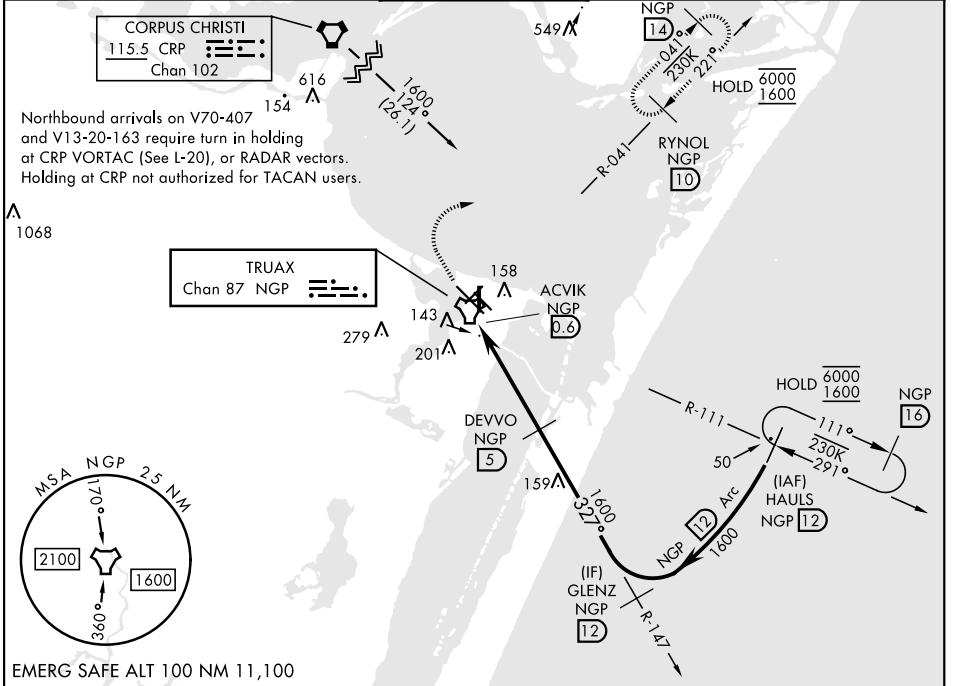 CORPUS CHRISTI
115.5 CRP
Chan 102
549
NGP
14
041°
230K
221°
HOLD 6000
1600
1600
124°
(26.1)
616
154
Northbound arrivals on V70-407
and V13-20-163 require turn in holding
at CRP VORTAC (See L-20), or RADAR vectors.
Holding at CRP not authorized for TACAN users.
R-041
RYNOL
NGP
10
1068
TRUAX
Chan 87 NGP
158
143
ACVIK
NGP
0.6
279
201
HOLD 6000
1600
NGP
16
R-111
111°
230K
291°
50
DEVVO
NGP
5
159
(IAF)
HAULS
NGP 12
1600
327°
NGP 12 Arc
1600
(IF)
GLENZ
NGP
12
R-147
MSA NGP 25 NM
170°
2100
1600
360°
EMERG SAFE ALT 100 NM 11,100